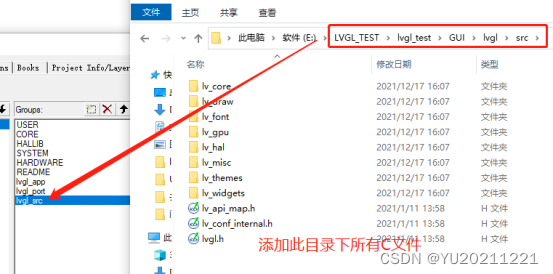 文件 主页 共享 查看
此电脑 › 软件 (E:) › LVGL_TEST › lvgl_test › GUI › lvgl › src ›
ns | Books | Project Info/Layer
Groups:
USER
CORE
HALLIB
SYSTEM
HARDWARE
README
lvgl_app
lvgl_port
lvgl_src
名称 修改日期 类型
lv_core 2021/12/17 16:07 文件夹
lv_draw 2021/12/17 16:07 文件夹
lv_font 2021/12/17 16:07 文件夹
lv_gpu 2021/12/17 16:07 文件夹
lv_hal 2021/12/17 16:07 文件夹
lv_misc 2021/12/17 16:07 文件夹
lv_themes 2021/12/17 16:07 文件夹
lv_widgets 2021/12/17 16:07 文件夹
lv_api_map.h 2021/1/11 13:58 H 文件
lv_conf_internal.h 2021/1/11 13:58 H 文件
lvgl.h 2021/1/11 13:58 H 文件
添加此目录下所有C文件
CSDN @YU20211221